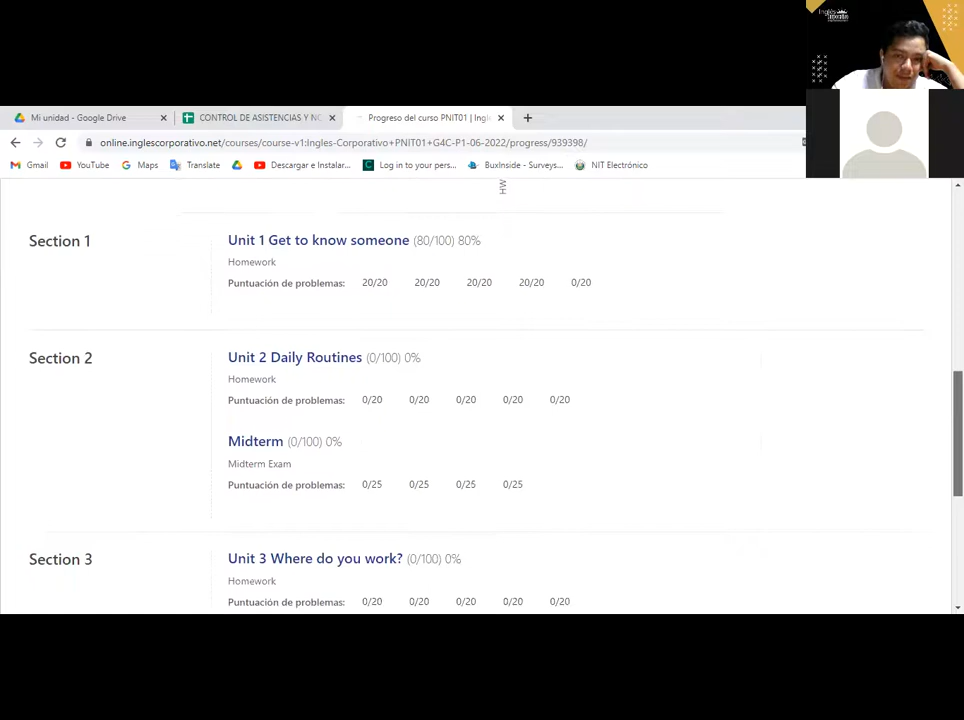 Inglés
Corporativo
Mi unidad - Google Drive
CONTROL DE ASISTENCIAS Y NO
Progreso del curso PNIT01 | Ingle
online.inglescorporativo.net/courses/course-v1:Ingles-Corporativo+PNIT01+G4C-P1-06-2022/progress/939398/
Gmail
YouTube
Maps
Translate
Descargar e Instalar...
Log in to your pers...
BuxInside - Surveys...
NIT Electrónico
HW
Section 1
Unit 1 Get to know someone (80/100) 80%
Homework
Puntuación de problemas: 20/20 20/20 20/20 20/20 0/20
Section 2
Unit 2 Daily Routines (0/100) 0%
Homework
Puntuación de problemas: 0/20 0/20 0/20 0/20 0/20
Midterm (0/100) 0%
Midterm Exam
Puntuación de problemas: 0/25 0/25 0/25 0/25
Section 3
Unit 3 Where do you work? (0/100) 0%
Homework
Puntuación de problemas: 0/20 0/20 0/20 0/20 0/20